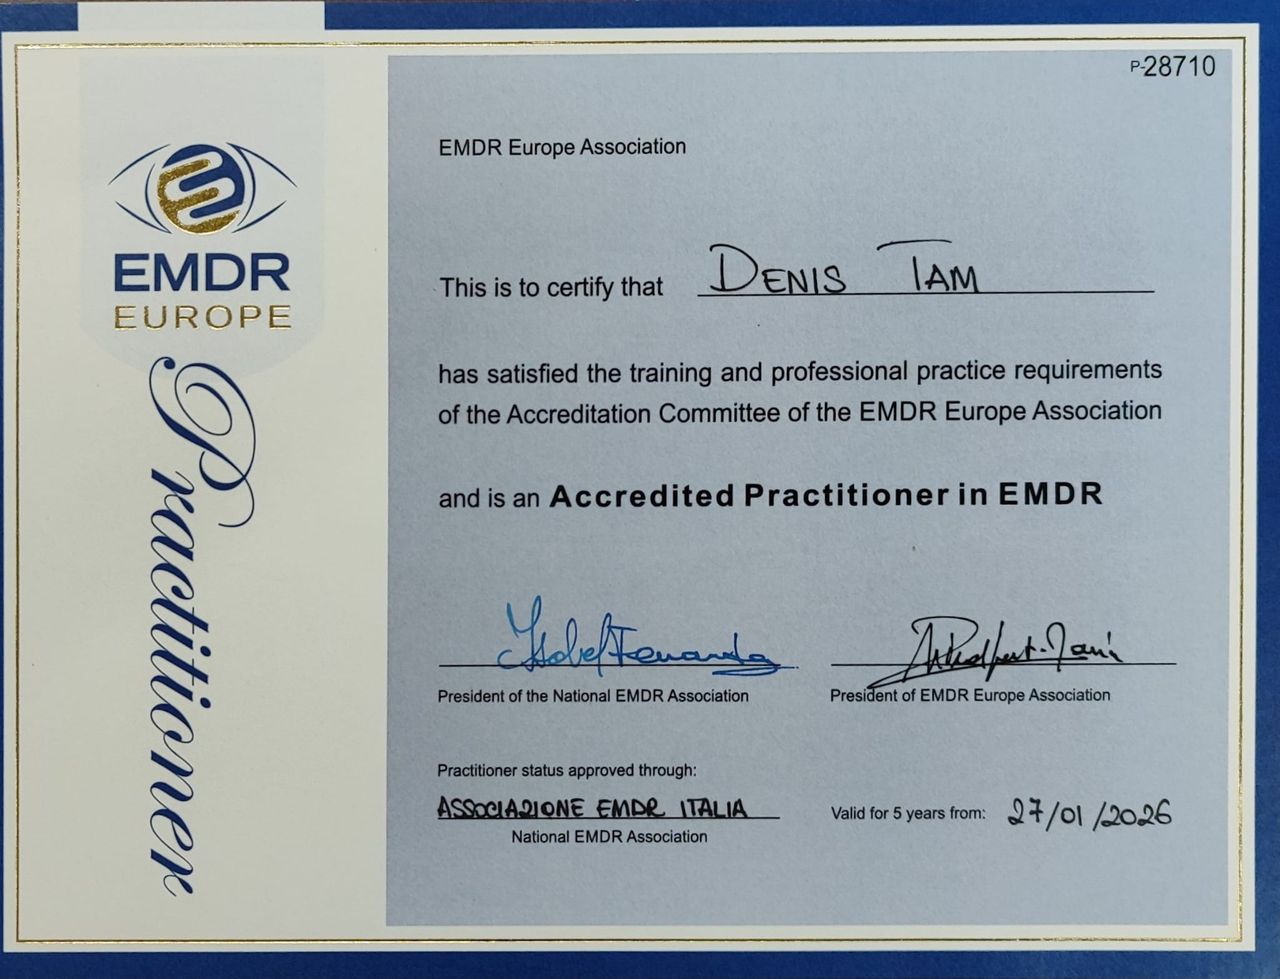 P-28710
EMDR
EUROPE
Practitioner
EMDR Europe Association
This is to certify that DENIS TAM
has satisfied the training and professional practice requirements
of the Accreditation Committee of the EMDR Europe Association
and is an Accredited Practitioner in EMDR
Isabel Fernandez
President of the National EMDR Association
President of EMDR Europe Association
Practitioner status approved through:
ASSOCIAZIONE EMDR ITALIA
National EMDR Association
Valid for 5 years from: 27/01/2026